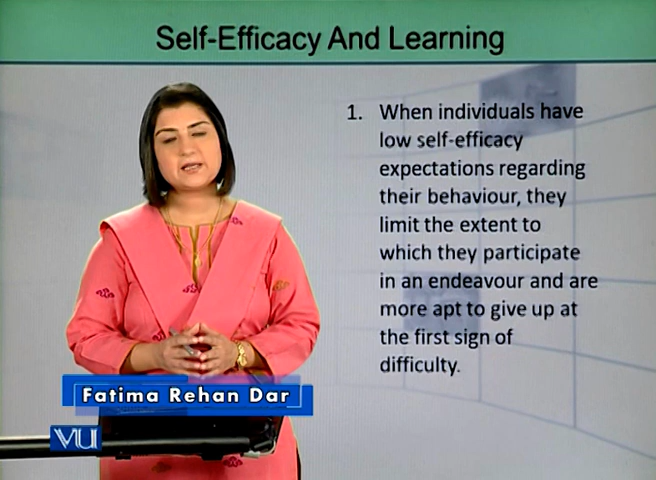 Self-Efficacy And Learning
1. When individuals have
low self-efficacy
expectations regarding
their behaviour, they
limit the extent to
which they participate
in an endeavour and are
more apt to give up at
the first sign of
difficulty.
Fatima Rehan Dar
VU